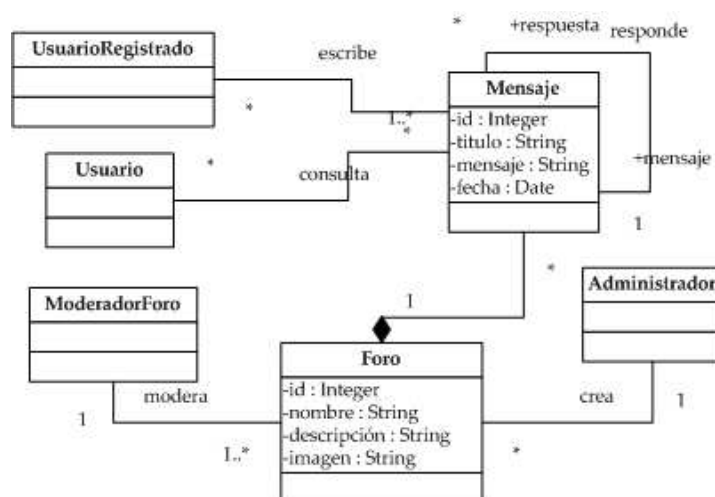 UsuarioRegistrado
escribe
*
+respuesta
responde
*
1..*
Mensaje
-id : Integer
-titulo : String
-mensaje : String
-fecha : Date
*
+mensaje
1
Usuario
*
consulta
*
1
ModeradorForo
modera
1
1..*
Foro
-id : Integer
-nombre : String
-descripción : String
-imagen : String
Administrador
crea
1
*